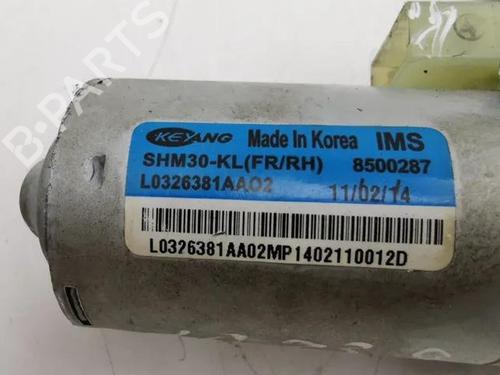 B-PARTS
KEYANG Made In Korea IMS
SHM30-KL(FR/RH) 8500287
L0326381AA02 11/02/14
L0326381AA02MP1402110012D